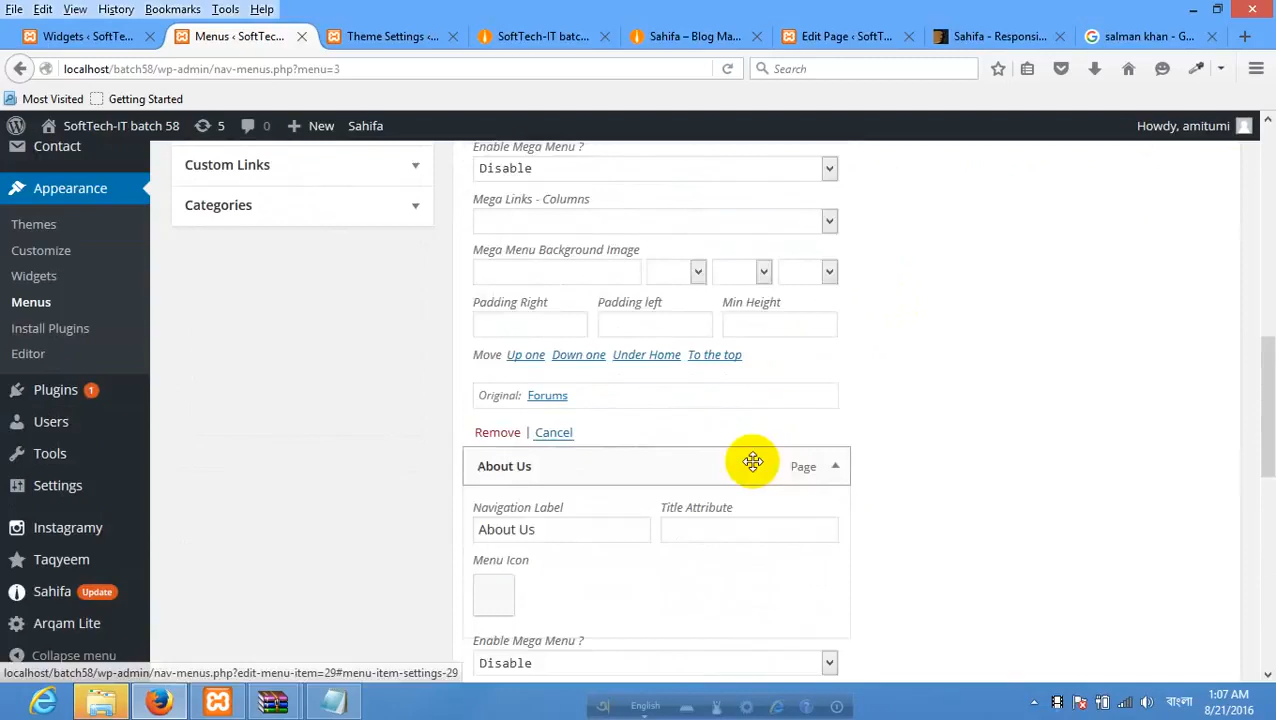 File Edit View History Bookmarks Tools Help
Widgets ‹ SoftTe... Menus ‹ SoftTech-IT ba... Theme Settings ‹... SoftTech-IT batc... Sahifa – Blog Ma... Edit Page ‹ SoftT... Sahifa - Responsi... salman khan - G...
localhost/batch58/wp-admin/nav-menus.php?menu=3 Search
Most Visited Getting Started
SoftTech-IT batch 58 5 0 New Sahifa Howdy, amitumi
Contact
Appearance
Themes
Customize
Widgets
Menus
Install Plugins
Editor
Plugins 1
Users
Tools
Settings
Instagramy
Taqyeem
Sahifa Update
Arqam Lite
Collapse menu
Custom Links
Categories
Enable Mega Menu ?
Disable
Mega Links - Columns
Mega Menu Background Image
Padding Right Padding left Min Height
Move Up one Down one Under Home To the top
Original: Forums
Remove | Cancel
About Us Page
Navigation Label Title Attribute
About Us
Menu Icon
Enable Mega Menu ?
Disable
localhost/batch58/wp-admin/nav-menus.php?edit-menu-item=29#menu-item-settings-29
English
বাংলা
1:07 AM
8/21/2016